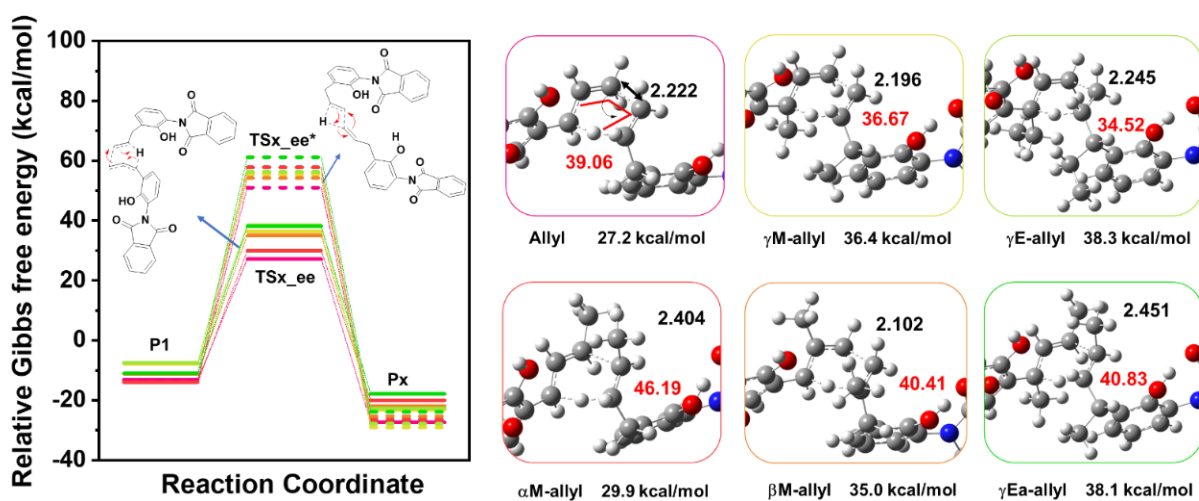 Relative Gibbs free energy (kcal/mol)
100
80
60
40
20
0
-20
-40
Reaction Coordinate
P1
TSx_ee*
TSx_ee
Px
O
N
OH
O
H
OH
O
N
O
O
N
OH
O
H
O
H
O
N
O
2.222
39.06
Allyl 27.2 kcal/mol
2.196
36.67
γM-allyl 36.4 kcal/mol
2.245
34.52
γE-allyl 38.3 kcal/mol
2.404
46.19
αM-allyl 29.9 kcal/mol
2.102
40.41
βM-allyl 35.0 kcal/mol
2.451
40.83
γEa-allyl 38.1 kcal/mol